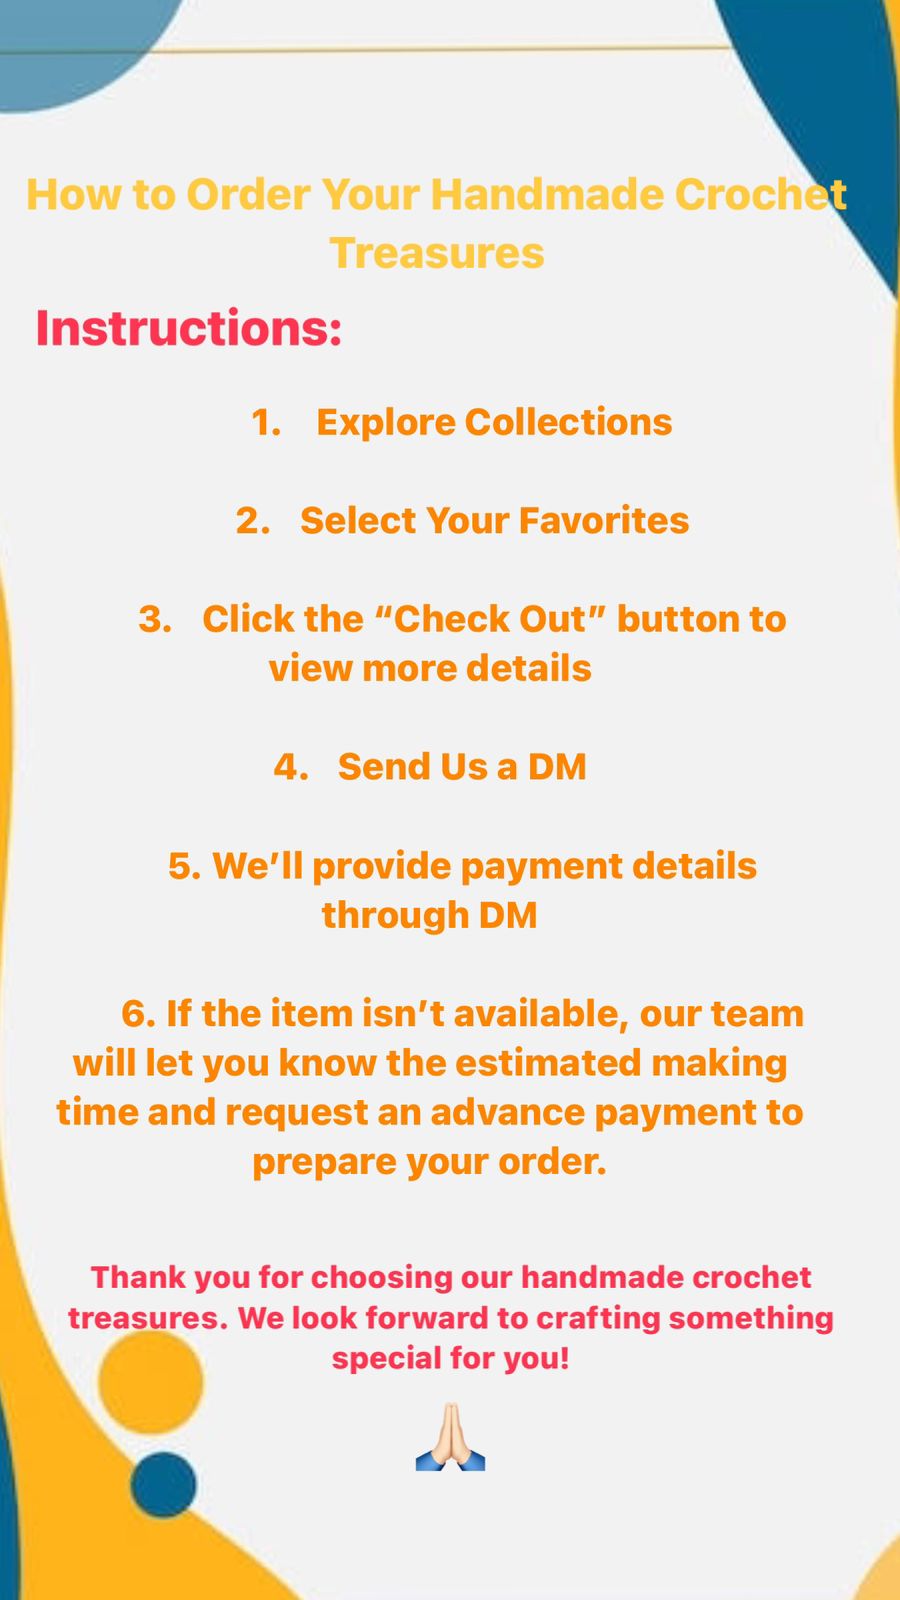 How to Order Your Handmade Crochet
Treasures
Instructions:
1. Explore Collections
2. Select Your Favorites
3. Click the “Check Out” button to
view more details
4. Send Us a DM
5. We’ll provide payment details
through DM
6. If the item isn’t available, our team
will let you know the estimated making
time and request an advance payment to
prepare your order.
Thank you for choosing our handmade crochet
treasures. We look forward to crafting something
special for you!